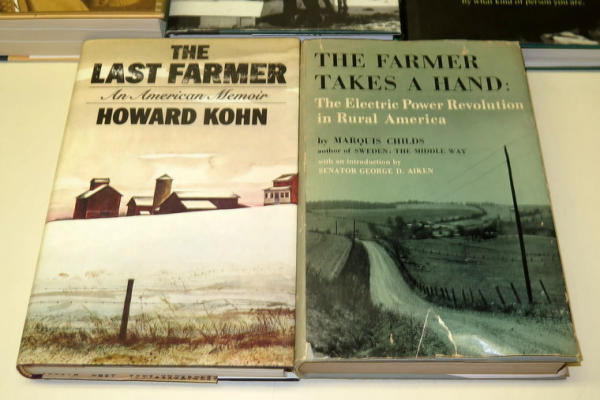 by what kind of person you are.
THE
LAST FARMER
An American Memoir
HOWARD KOHN
THE FARMER
TAKES A HAND:
The Electric Power Revolution
in Rural America
by MARQUIS CHILDS
author of SWEDEN: THE MIDDLE WAY
with an introduction by
SENATOR GEORGE D. AIKEN